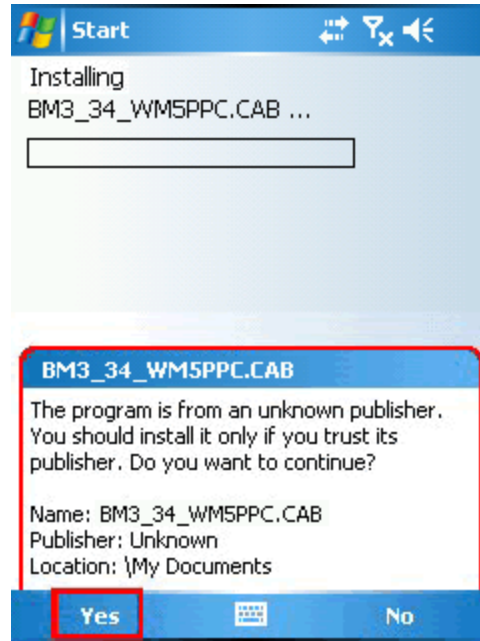 Start
Installing
BM3_34_WM5PPC.CAB ...
BM3_34_WM5PPC.CAB
The program is from an unknown publisher.
You should install it only if you trust its
publisher. Do you want to continue?
Name: BM3_34_WM5PPC.CAB
Publisher: Unknown
Location: \My Documents
Yes
No